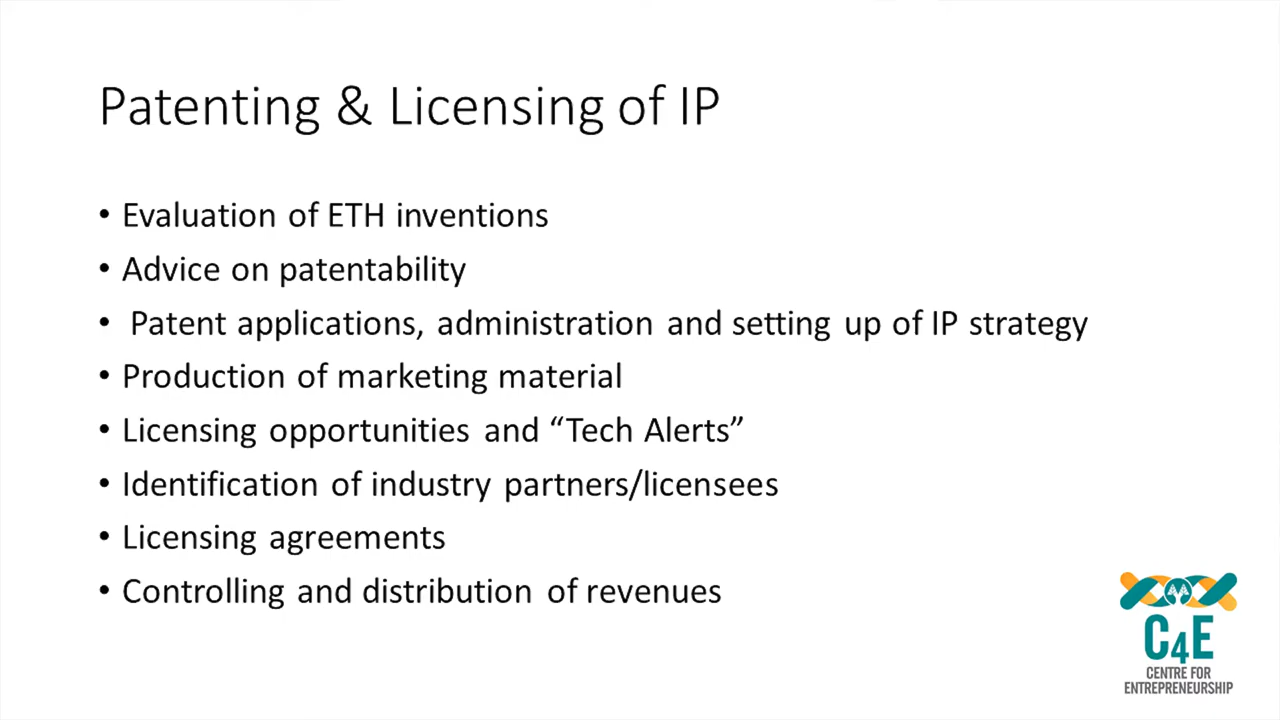 Patenting & Licensing of IP
• Evaluation of ETH inventions
• Advice on patentability
• Patent applications, administration and setting up of IP strategy
• Production of marketing material
• Licensing opportunities and “Tech Alerts”
• Identification of industry partners/licensees
• Licensing agreements
• Controlling and distribution of revenues
C4E
CENTRE FOR
ENTREPRENEURSHIP